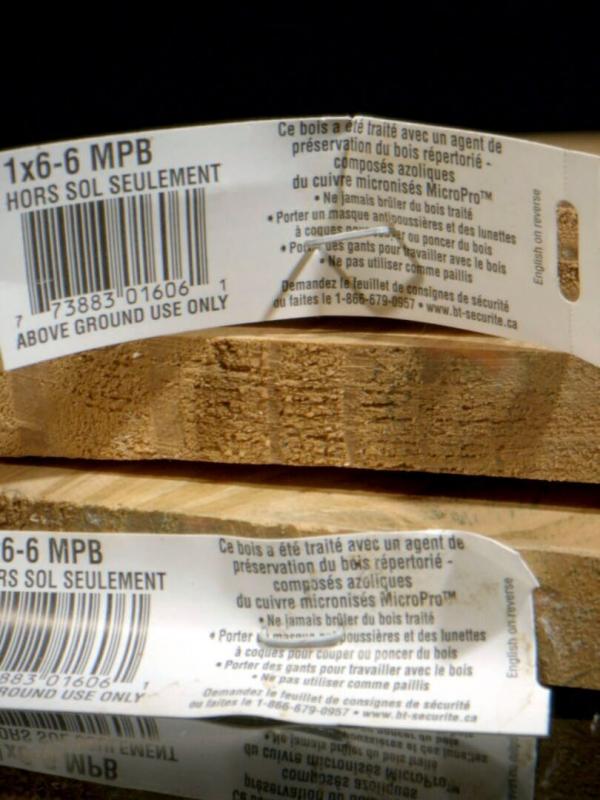 1x6-6 MPB
HORS SOL SEULEMENT
7 73883 01606 1
ABOVE GROUND USE ONLY
Ce bois a été traité avec un agent de
préservation du bois répertorié -
composés azoliques
du cuivre micronisés MicroPro™
• Ne jamais brûler du bois traité
• Porter un masque antipoussières et des lunettes
à coques pour ou poncer du bois
• Porter des gants pour travailler avec le bois
• Ne pas utiliser comme paillis
Demandez le feuillet de consignes de sécurité
ou faites le 1-866-679-0957 • www.bt-securite.ca
English on reverse
6-6 MPB
RS SOL SEULEMENT
883 01606 1
ROUND USE ONLY
Ce bois a été traité avec un agent de
préservation du bois répertorié -
composés azoliques
du cuivre micronisés MicroPro™
• Ne jamais brûler du bois traité
• Porter masque poussières et des lunettes
à coques pour couper ou poncer du bois
• Porter des gants pour travailler avec le bois
• Ne pas utiliser comme paillis
Demandez le feuillet de consignes de sécurité
ou faites le 1-866-679-0957 • www.bt-securite.ca
English on reverse